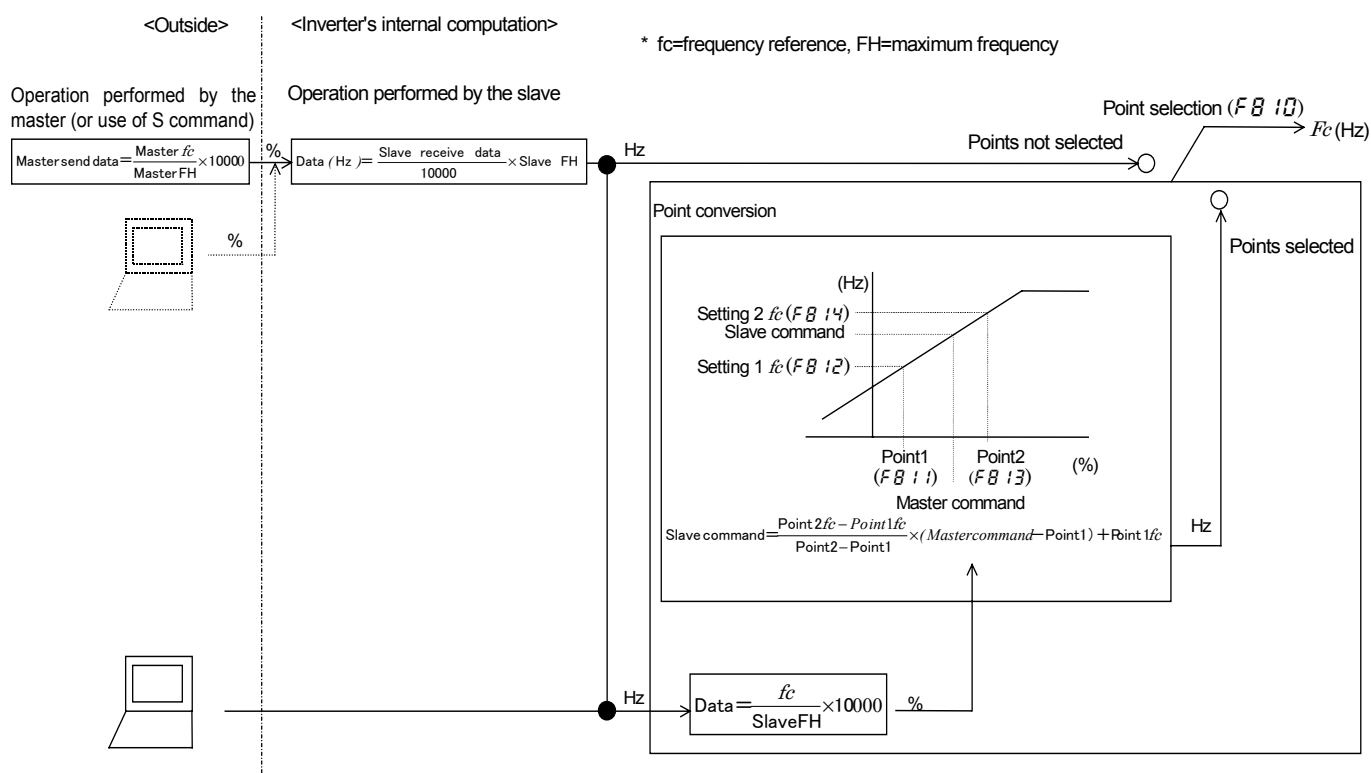 <Outside>
<Inverter's internal computation>
* fc=frequency reference, FH=maximum frequency
Operation performed by the
master (or use of S command)
Operation performed by the slave
Point selection (F810)
Points not selected
Fc (Hz)
Master send data=Master fc/Master FH×10000
%
Data (Hz)=Slave receive data/10000×Slave FH
Hz
Point conversion
%
Points selected
(Hz)
Setting 2 fc (F814)
Slave command
Setting 1 fc (F812)
Point1
(F811)
Point2
(F813)
(%)
Master command
Slave command=Point2fc−Point1fc/Point2−Point1×(Mastercommand−Point1)+Point1fc
Hz
Hz
Data=fc/SlaveFH×10000
%